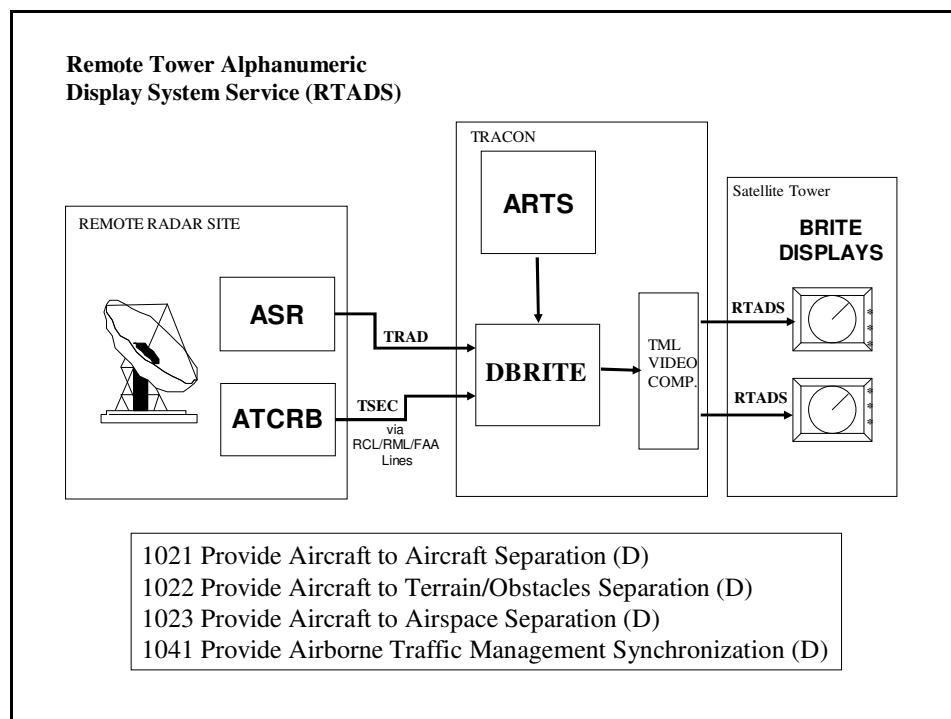 Remote Tower Alphanumeric
Display System Service (RTADS)
TRACON
Satellite Tower
REMOTE RADAR SITE
ARTS
BRITE
DISPLAYS
ASR
TRAD
DBRITE
TML
VIDEO
COMP.
RTADS
RTADS
ATCRB
TSEC
via
RCL/RML/FAA
Lines
1021 Provide Aircraft to Aircraft Separation (D)
1022 Provide Aircraft to Terrain/Obstacles Separation (D)
1023 Provide Aircraft to Airspace Separation (D)
1041 Provide Airborne Traffic Management Synchronization (D)